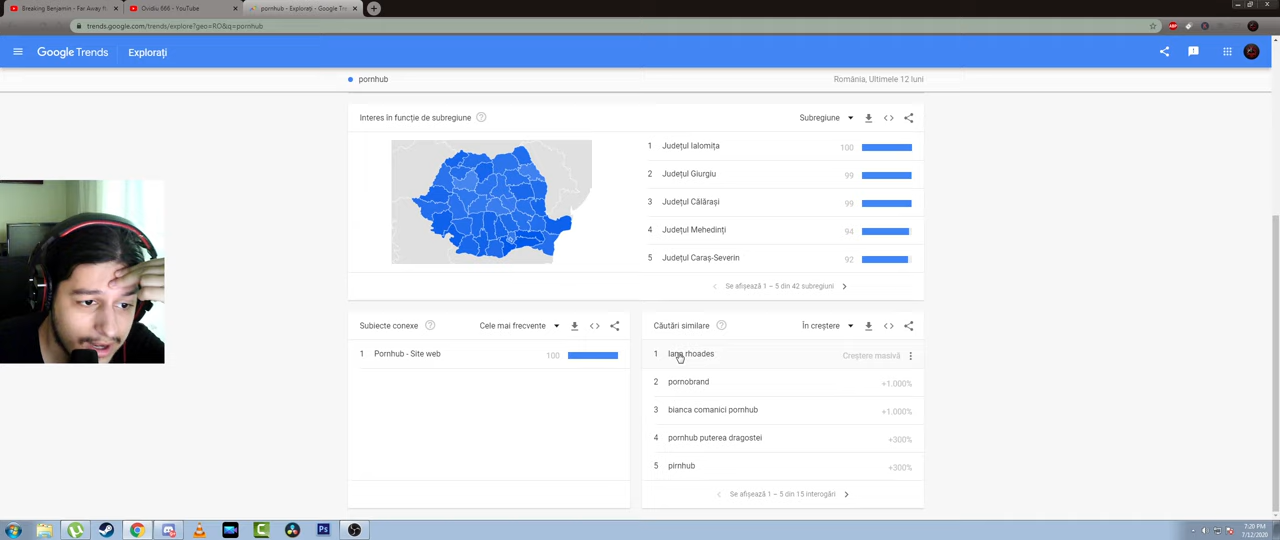 Breaking Benjamin - Far Away
Ovidiu 666 - YouTube
pornhub - Explorați - Google Tre
trends.google.com/trends/explore?geo=RO&q=pornhub
Google Trends
Explorați
pornhub
România, Ultimele 12 luni
Interes în funcție de subregiune
Subregiune
1 Județul Ialomița 100
2 Județul Giurgiu 99
3 Județul Călărași 99
4 Județul Mehedinți 94
5 Județul Caraș-Severin 92
Se afișează 1 – 5 din 42 subregiuni
Subiecte conexe
Cele mai frecvente
1 Pornhub - Site web 100
Căutări similare
În creștere
1 lana rhoades Creștere masivă
2 pornobrand +1.000%
3 bianca comanici pornhub +1.000%
4 pornhub puterea dragostei +300%
5 pirnhub +300%
Se afișează 1 – 5 din 15 interogări
7:20 PM
7/12/2020